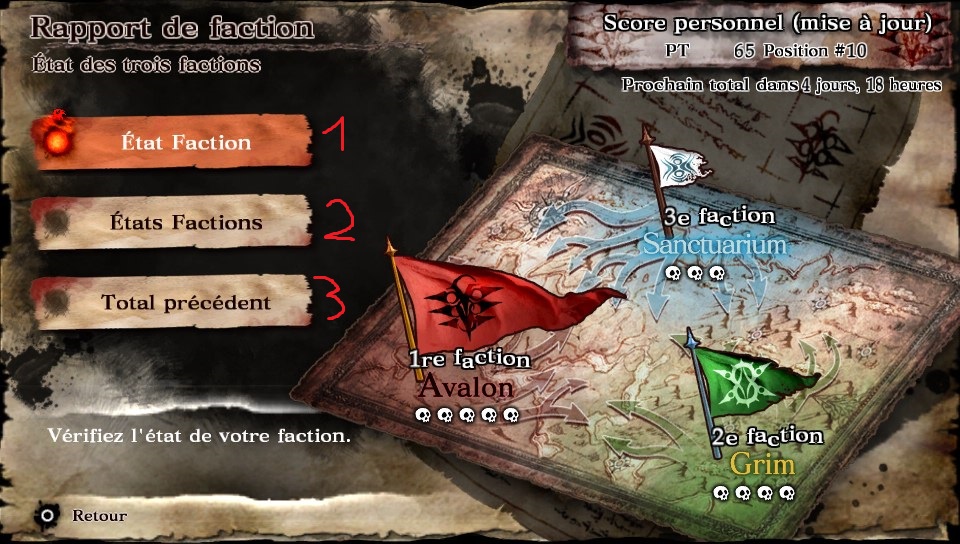 Rapport de faction
État des trois factions
Score personnel (mise à jour)
PT 65 Position #10
Prochain total dans 4 jours, 18 heures
État Faction 1
États Factions 2
Total précédent 3
3e faction
Sanctuarium
1re faction
Avalon
2e faction
Grim
Vérifiez l'état de votre faction.
Retour